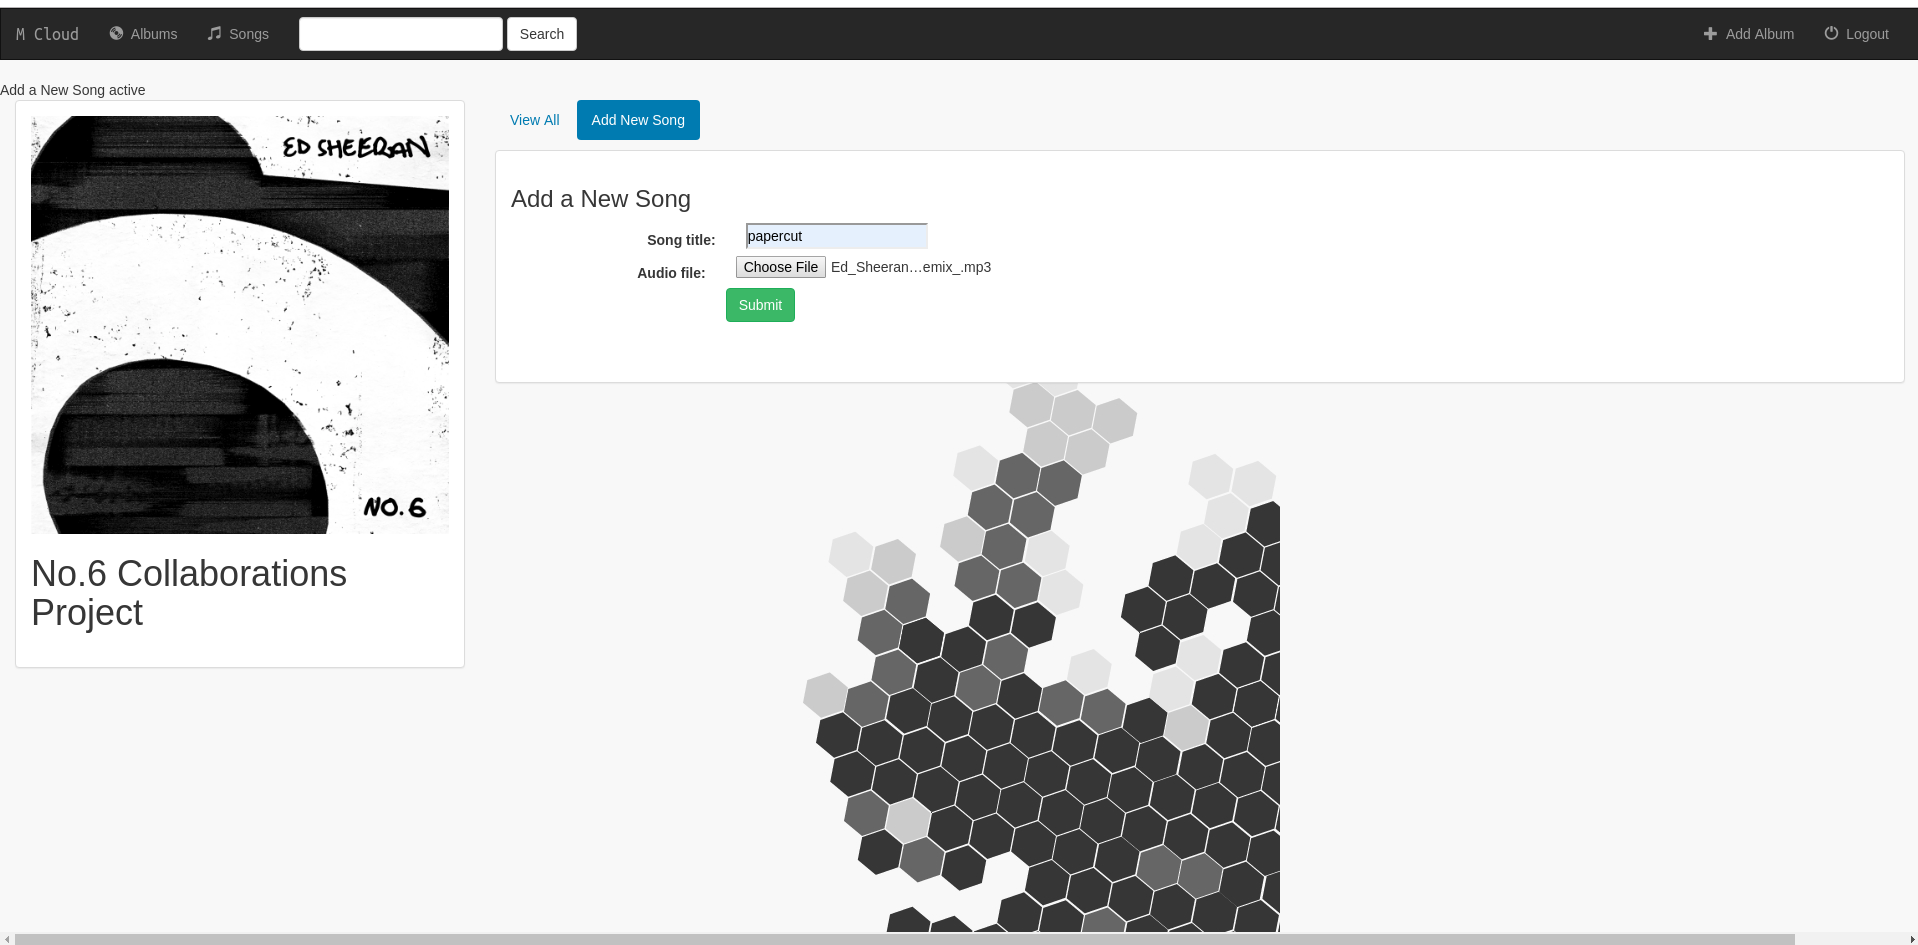 M Cloud Albums Songs Search Add Album Logout
Add a New Song active
ED SHEERAN
NO.6
No.6 Collaborations
Project
View All Add New Song
Add a New Song
Song title: papercut
Audio file: Choose File Ed_Sheeran…emix_.mp3
Submit